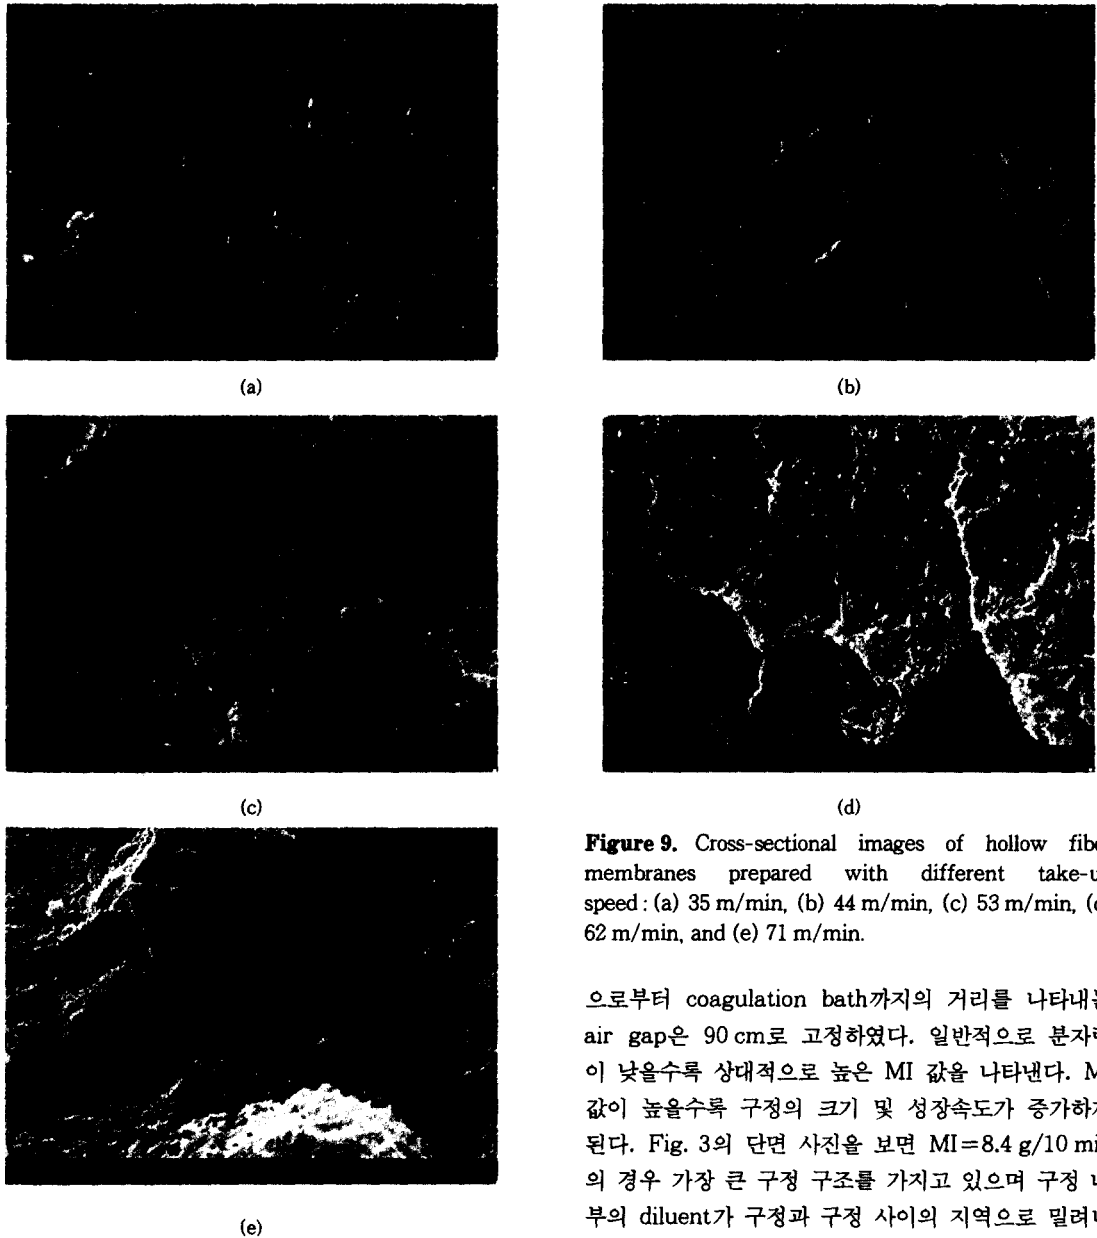 (a)
(b)
(c)
(d)
(e)
Figure 9. Cross-sectional images of hollow fibe
membranes prepared with different take-u
speed : (a) 35 m/min, (b) 44 m/min, (c) 53 m/min, (d
62 m/min, and (e) 71 m/min.
으로부터 coagulation bath까지의 거리를 나타내는
air gap은 90 cm로 고정하였다. 일반적으로 분자량
이 낮을수록 상대적으로 높은 MI 값을 나타낸다. M
값이 높을수록 구정의 크기 및 성장속도가 증가하게
된다. Fig. 3의 단면 사진을 보면 MI=8.4 g/10 mi
의 경우 가장 큰 구정 구조를 가지고 있으며 구정 내
부의 diluent가 구정과 구정 사이의 지역으로 밀려나